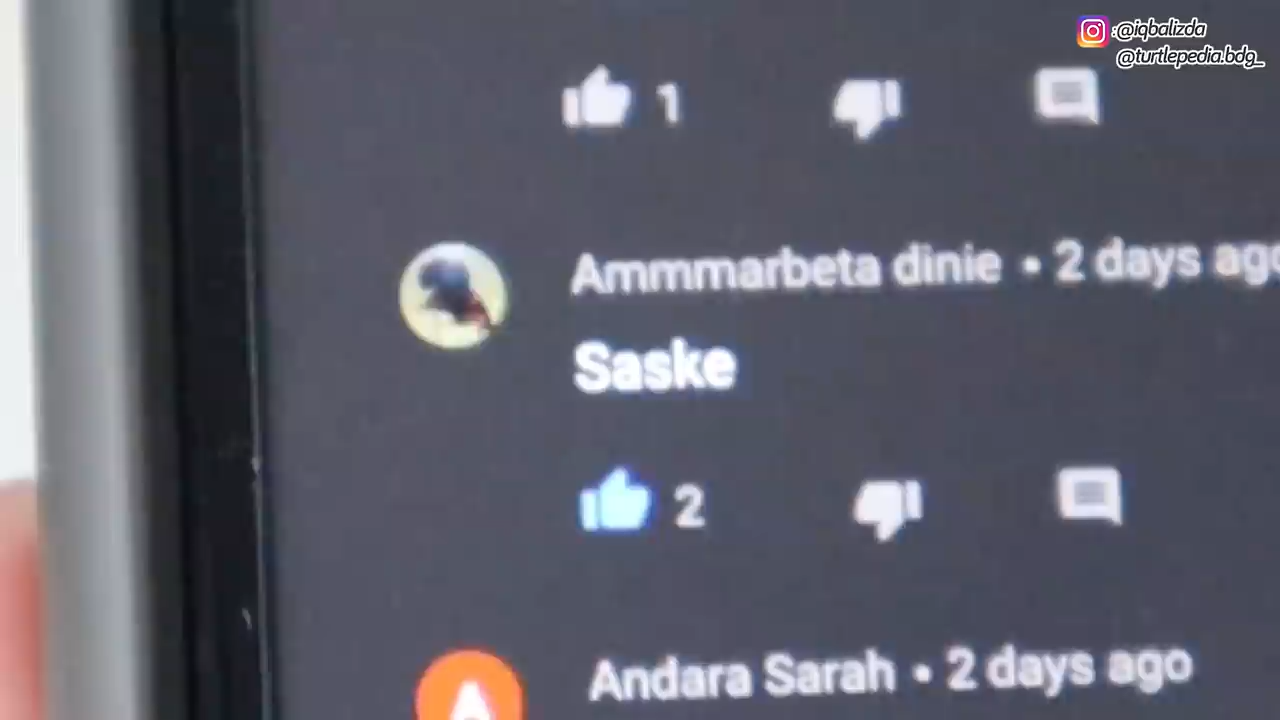 :@iqbalizda
@turtlepedia.bdg_
1
Ammmarbeta dinie • 2 days ago
Saske
2
A
Andara Sarah • 2 days ago